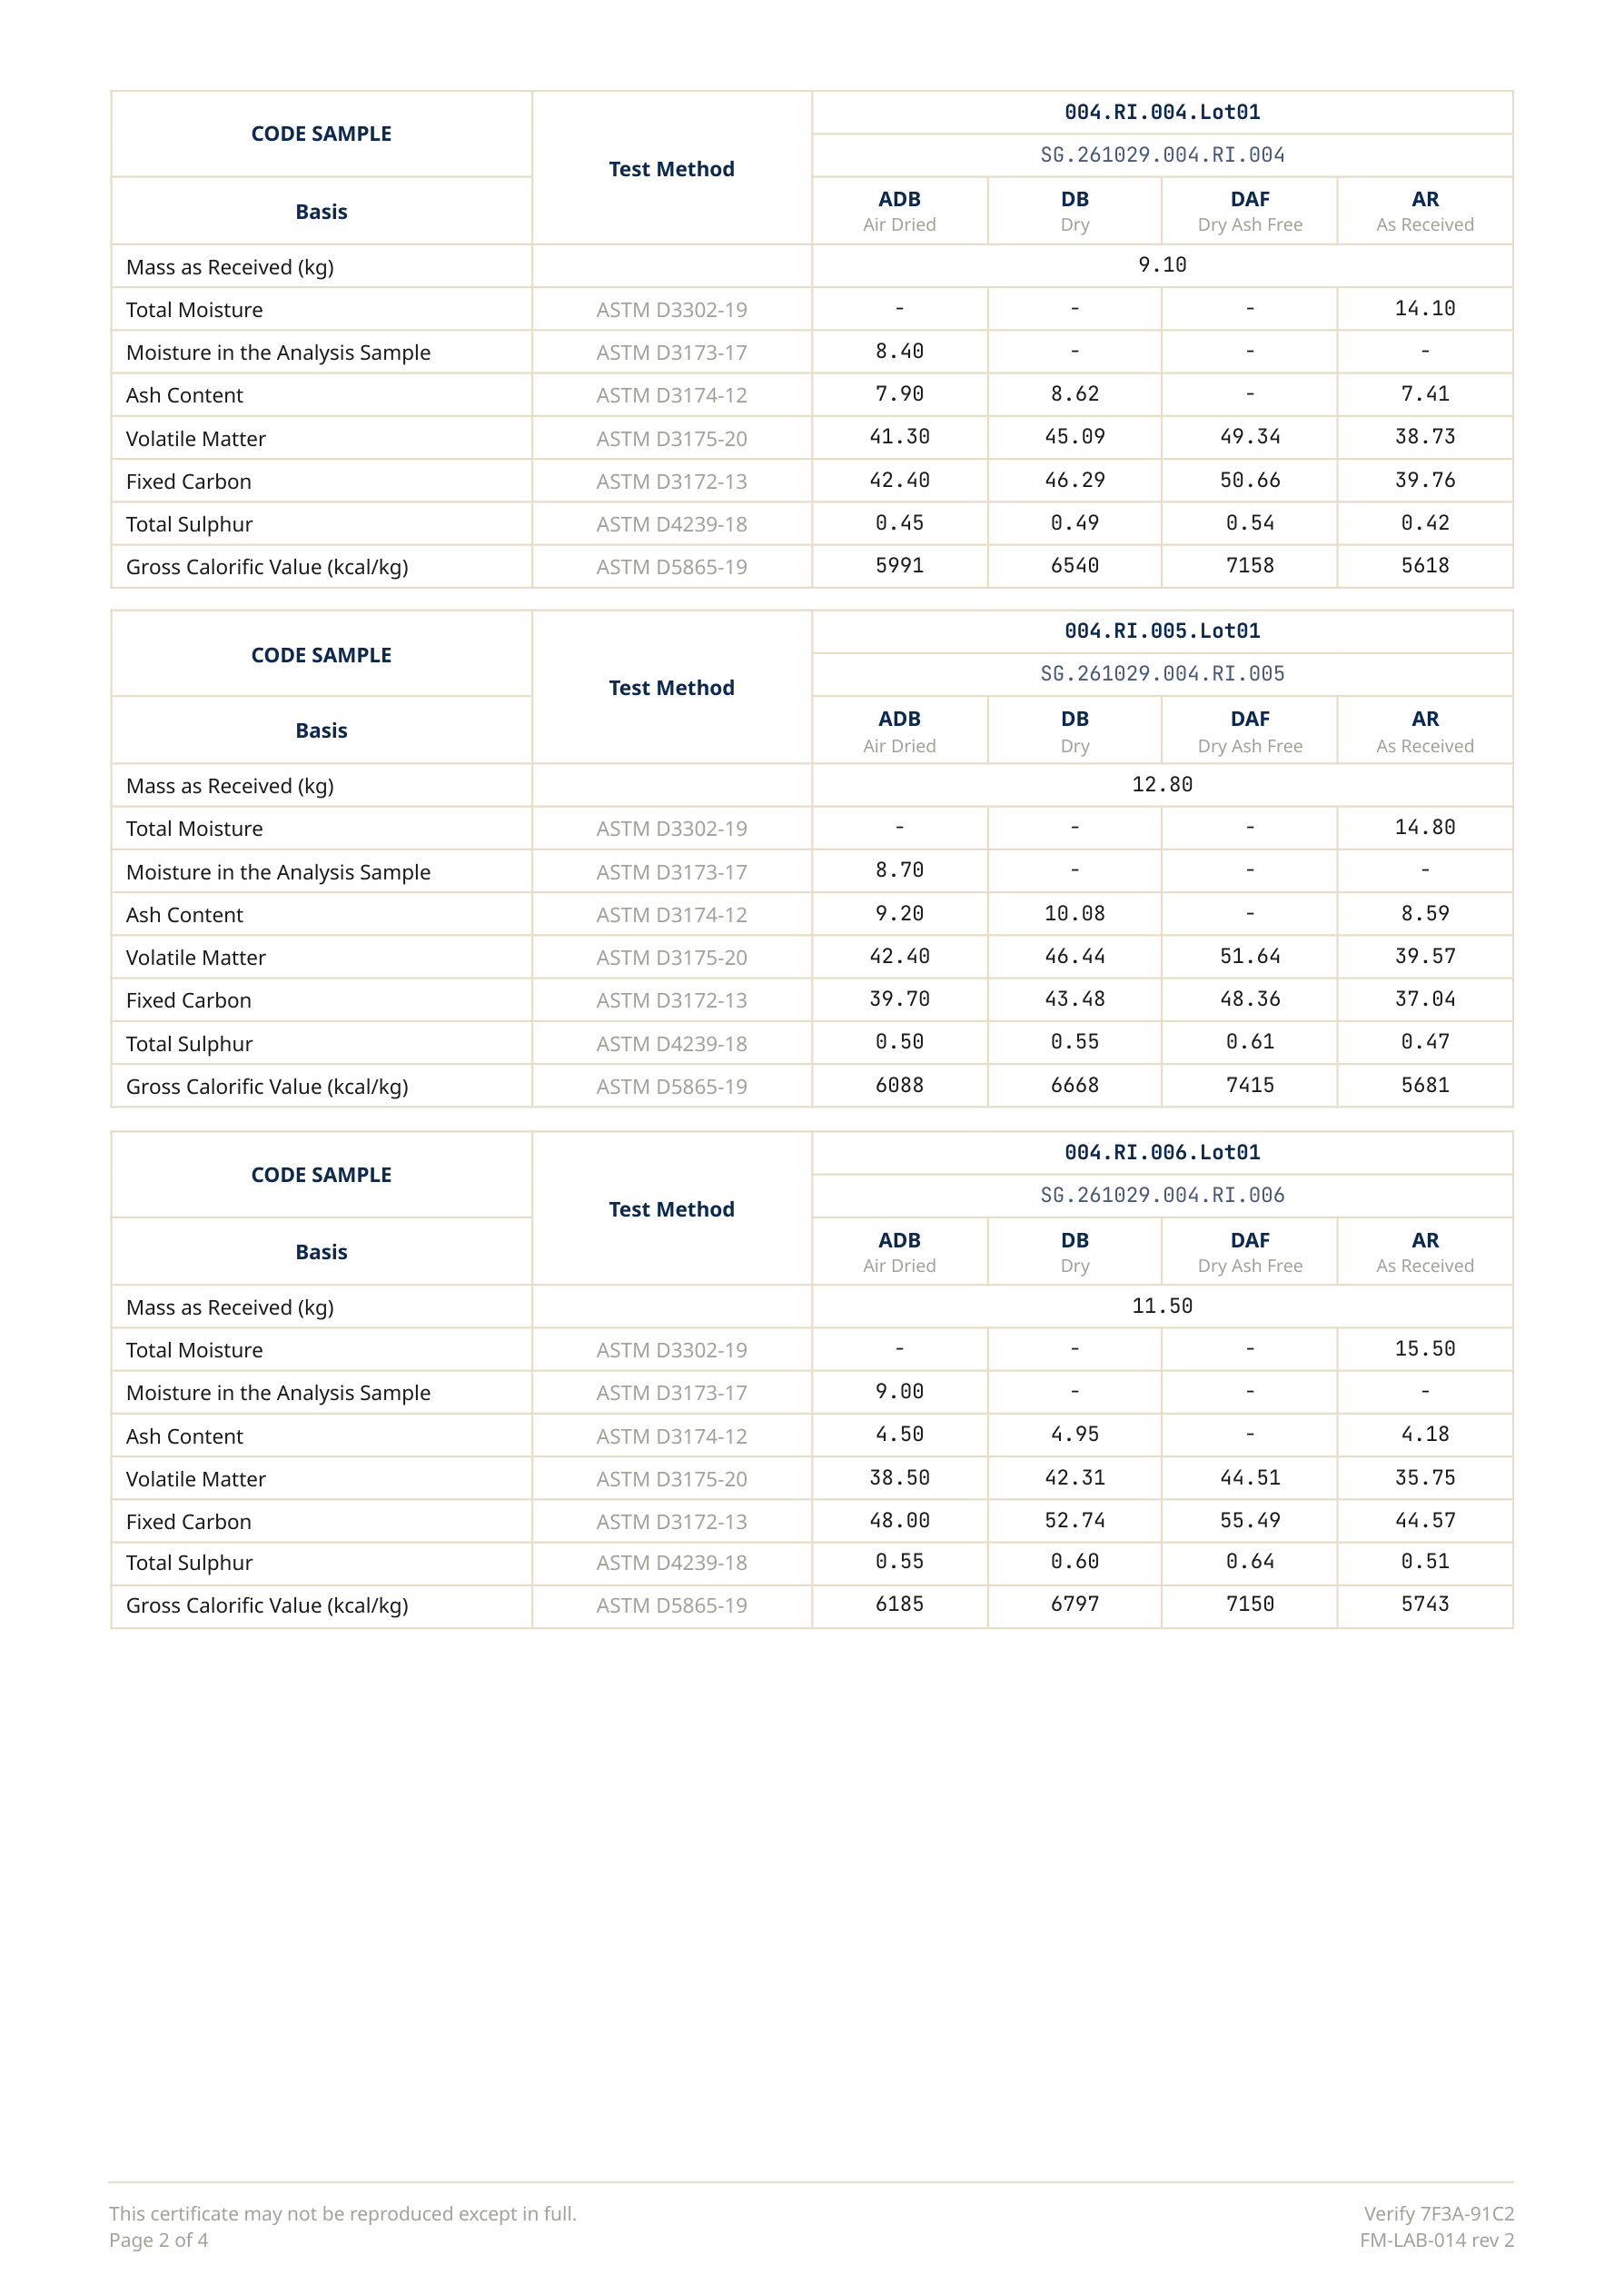 CODE SAMPLE Test Method 004.RI.004.Lot01
SG.261029.004.RI.004
Basis ADB DB DAF AR
Air Dried Dry Dry Ash Free As Received
Mass as Received (kg) 9.10
Total Moisture ASTM D3302-19 - - - 14.10
Moisture in the Analysis Sample ASTM D3173-17 8.40 - - -
Ash Content ASTM D3174-12 7.90 8.62 - 7.41
Volatile Matter ASTM D3175-20 41.30 45.09 49.34 38.73
Fixed Carbon ASTM D3172-13 42.40 46.29 50.66 39.76
Total Sulphur ASTM D4239-18 0.45 0.49 0.54 0.42
Gross Calorific Value (kcal/kg) ASTM D5865-19 5991 6540 7158 5618
CODE SAMPLE Test Method 004.RI.005.Lot01
SG.261029.004.RI.005
Basis ADB DB DAF AR
Air Dried Dry Dry Ash Free As Received
Mass as Received (kg) 12.80
Total Moisture ASTM D3302-19 - - - 14.80
Moisture in the Analysis Sample ASTM D3173-17 8.70 - - -
Ash Content ASTM D3174-12 9.20 10.08 - 8.59
Volatile Matter ASTM D3175-20 42.40 46.44 51.64 39.57
Fixed Carbon ASTM D3172-13 39.70 43.48 48.36 37.04
Total Sulphur ASTM D4239-18 0.50 0.55 0.61 0.47
Gross Calorific Value (kcal/kg) ASTM D5865-19 6088 6668 7415 5681
CODE SAMPLE Test Method 004.RI.006.Lot01
SG.261029.004.RI.006
Basis ADB DB DAF AR
Air Dried Dry Dry Ash Free As Received
Mass as Received (kg) 11.50
Total Moisture ASTM D3302-19 - - - 15.50
Moisture in the Analysis Sample ASTM D3173-17 9.00 - - -
Ash Content ASTM D3174-12 4.50 4.95 - 4.18
Volatile Matter ASTM D3175-20 38.50 42.31 44.51 35.75
Fixed Carbon ASTM D3172-13 48.00 52.74 55.49 44.57
Total Sulphur ASTM D4239-18 0.55 0.60 0.64 0.51
Gross Calorific Value (kcal/kg) ASTM D5865-19 6185 6797 7150 5743
This certificate may not be reproduced except in full. Verify 7F3A-91C2
Page 2 of 4 FM-LAB-014 rev 2